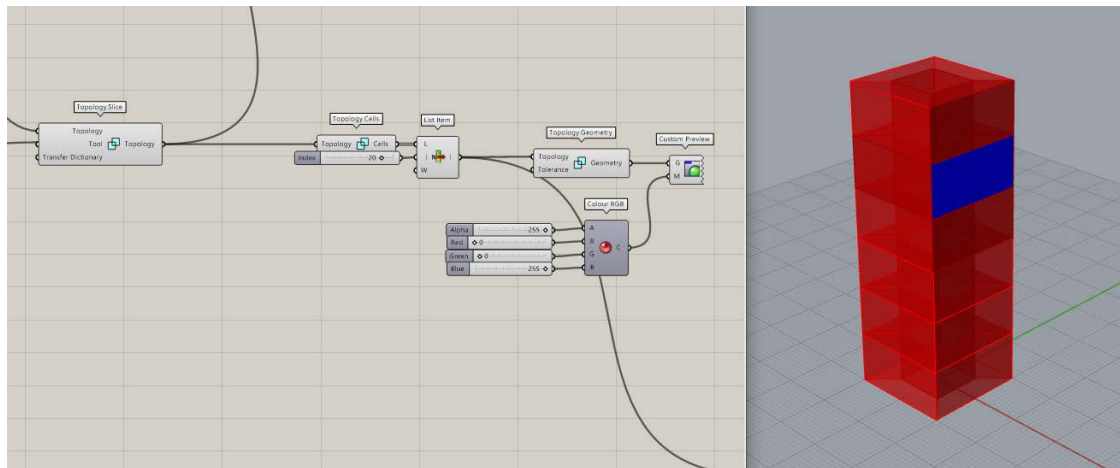 Topology.Slice
Topology
Tool
Topology
Transfer Dictionary
Topology.Cells
Topology
Cells
Index
20
List Item
L
i
i
W
Topology.Geometry
Topology
Tolerance
Geometry
Custom Preview
G
M
Colour RGB
Alpha
255
Red
0
Green
0
Blue
255
A
R
G
B
C